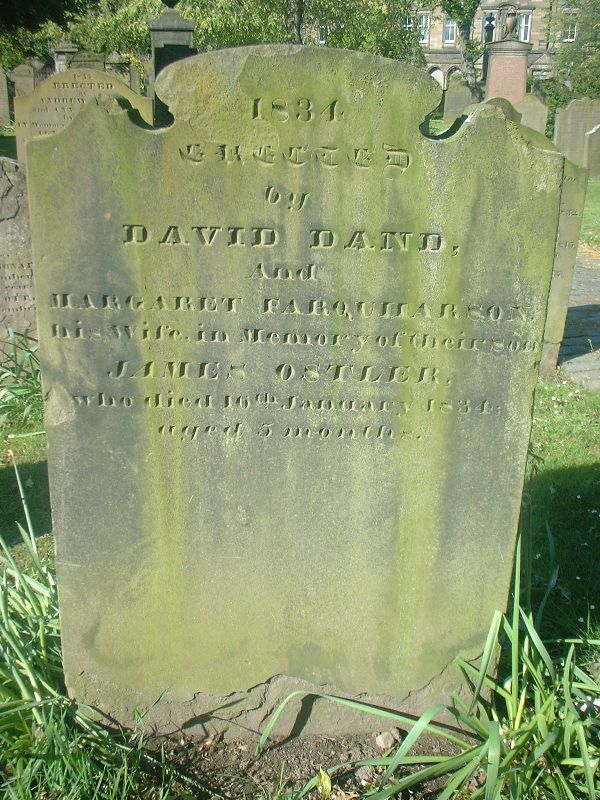 1834
ERECTED
by
DAVID DAND,
And
MARGARET FARQUHARSON,
his Wife, in Memory of their son
JAMES OSTLER,
who died 16th January 1834:
aged 5 months.
ERECTED